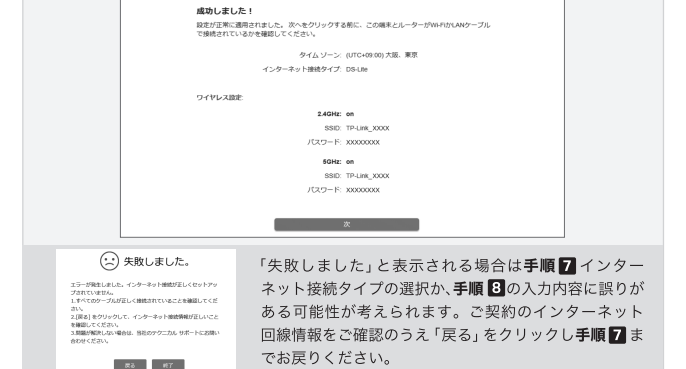 成功しました！
設定が正常に適用されました。次へをクリックする前に、この端末とルーターがWi-FiかLANケーブル
で接続されているかを確認してください。
タイム ゾーン: (UTC+09:00) 大阪、東京
インターネット接続タイプ: DS-Lite
ワイヤレス設定:
2.4GHz: on
SSID: TP-Link_XXXX
パスワード: XXXXXXXX
5GHz: on
SSID: TP-Link_XXXX
パスワード: XXXXXXXX
次
失敗しました。
エラーが発生しました。インターネット接続が正しくセットアッ
プされていません。
1.すべてのケーブルが正しく接続されていることを確認してくだ
さい。
2.[戻る] をクリックして、インターネット接続情報が正しいこと
を確認してください。
3.問題が解決しない場合は、当社のテクニカル サポートにお問い
合わせください。
戻る 終了
「失敗しました」と表示される場合は手順 7 インター
ネット接続タイプの選択か、手順 8 の入力内容に誤りが
ある可能性が考えられます。ご契約のインターネット
回線情報をご確認のうえ「戻る」をクリックし手順 7 ま
でお戻りください。